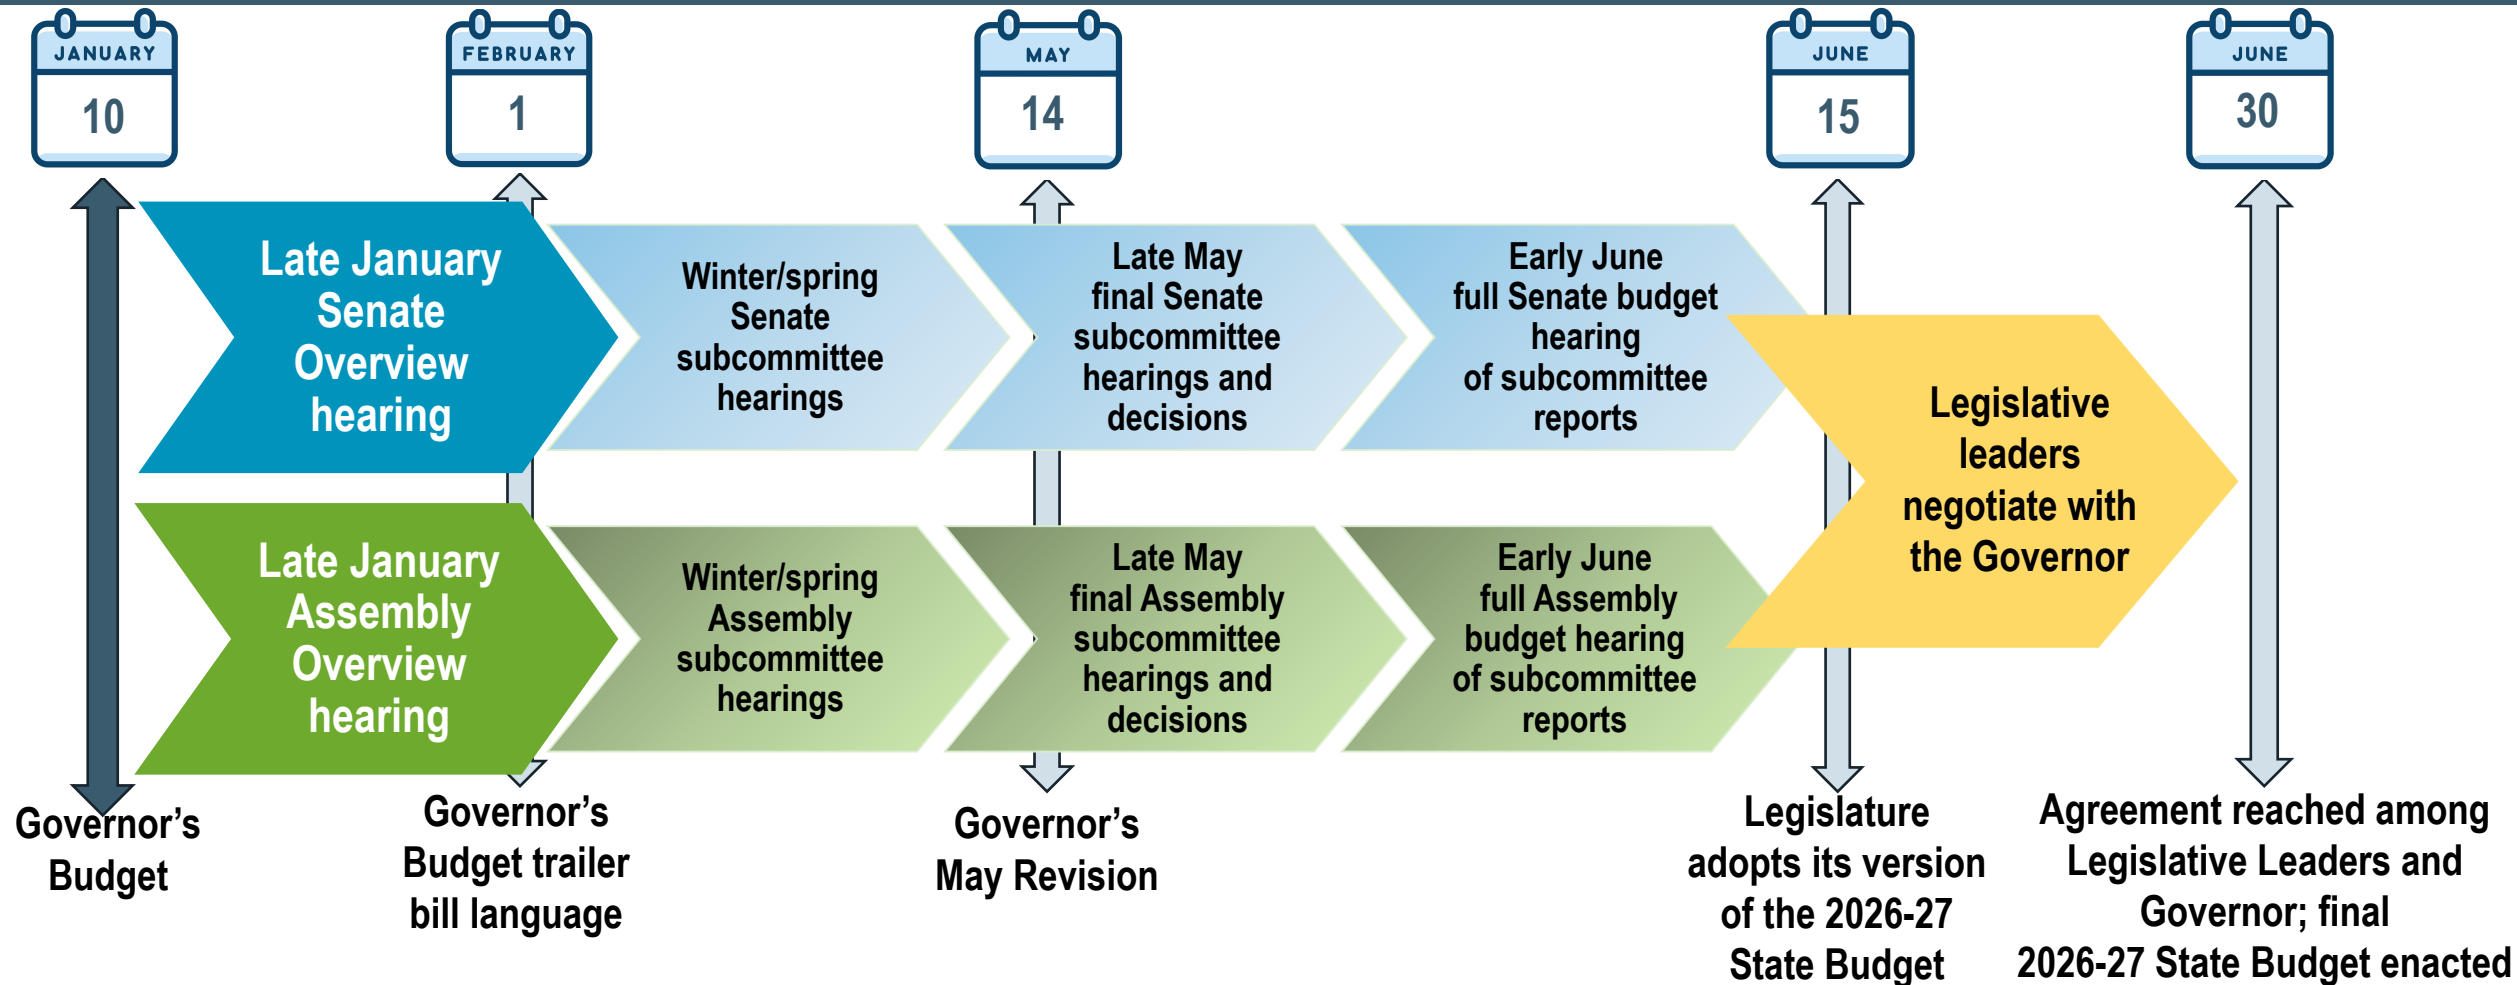 JANUARY
10
FEBRUARY
1
MAY
14
JUNE
15
JUNE
30
Late January
Senate
Overview
hearing
Winter/spring
Senate
subcommittee
hearings
Late May
final Senate
subcommittee
hearings and
decisions
Early June
full Senate budget
hearing
of subcommittee
reports
Legislative
leaders
negotiate with
the Governor
Late January
Assembly
Overview
hearing
Winter/spring
Assembly
subcommittee
hearings
Late May
final Assembly
subcommittee
hearings and
decisions
Early June
full Assembly
budget hearing
of subcommittee
reports
Governor’s
Budget
Governor’s
Budget trailer
bill language
Governor’s
May Revision
Legislature
adopts its version
of the 2026-27
State Budget
Agreement reached among
Legislative Leaders and
Governor; final
2026-27 State Budget enacted